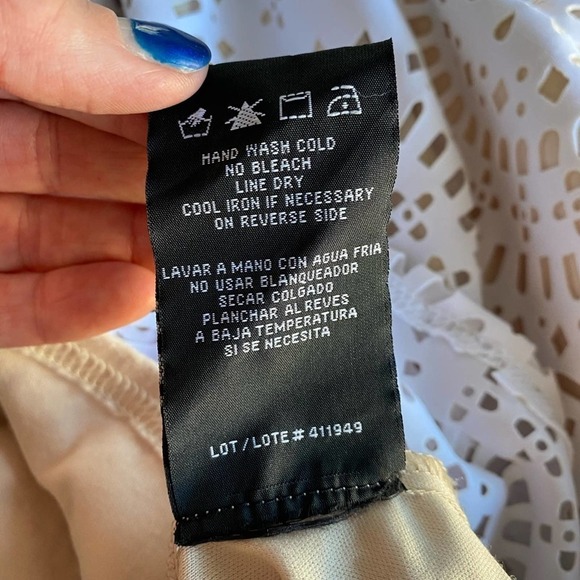 HAND WASH COLD
NO BLEACH
LINE DRY
COOL IRON IF NECESSARY
ON REVERSE SIDE
LAVAR A MANO CON AGUA FRIA
NO USAR BLANQUEADOR
SECAR COLGADO
PLANCHAR AL REVES
A BAJA TEMPERATURA
SI SE NECESITA
LOT/LOTE# 411949